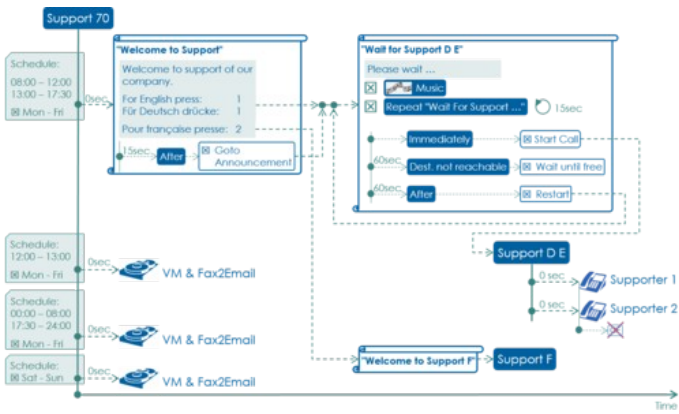 Support 70
Schedule:
08:00 – 12:00
13:00 – 17:30
Mon - Fri
0sec
"Welcome to Support"
Welcome to support of our
company.
For English press: 1
Für Deutsch drücke: 1
Pour française presse: 2
15sec
After
Goto
Announcement
"Wait for Support D E"
Please wait ...
Music
Repeat "Wait For Support ..."
15sec
Immediately
Start Call
60sec
Dest. not reachable
Wait until free
60sec
After
Restart
Schedule:
12:00 – 13:00
Mon - Fri
0sec
VM & Fax2Email
Support D E
0 sec
Supporter 1
0 sec
Supporter 2
Schedule:
00:00 – 08:00
17:30 – 24:00
Mon - Fri
0sec
VM & Fax2Email
"Welcome to Support F"
Support F
Schedule:
Sat - Sun
0sec
VM & Fax2Email
Time